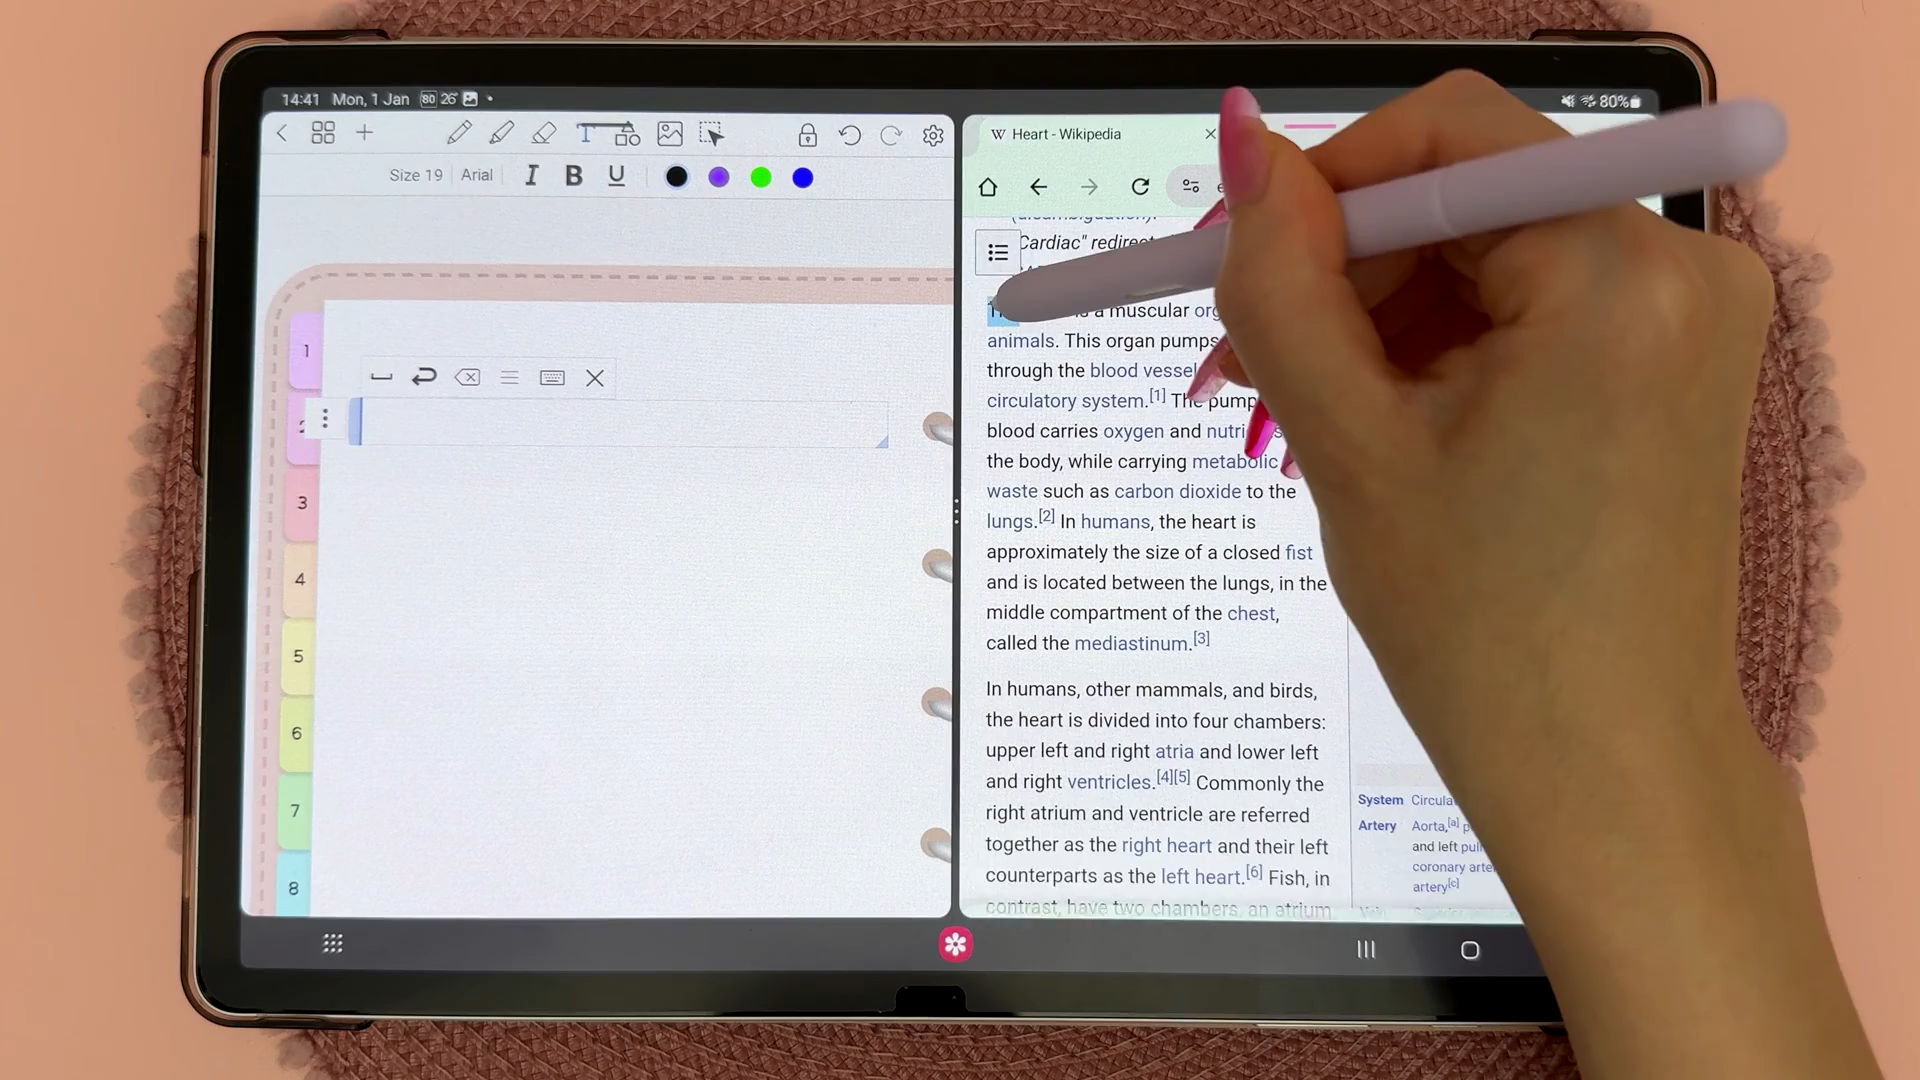 14:41 Mon, 1 Jan 80 26°
80%
T
Size 19 Arial I B U
1
3
4
5
6
7
8
W Heart - Wikipedia
(disambiguation).
Cardiac"
is a muscular
animals. This organ pumps
through the blood
circulatory system.[1] The
blood carries oxygen and
the body, while carrying metabolic
waste such as carbon dioxide to the
lungs.[2] In humans, the heart is
approximately the size of a closed fist
and is located between the lungs, in the
middle compartment of the chest,
called the mediastinum.[3]
In humans, other mammals, and birds,
the heart is divided into four chambers:
upper left and right atria and lower left
and right ventricles.[4][5] Commonly the
right atrium and ventricle are referred
together as the right heart and their left
counterparts as the left heart.[6] Fish, in
contrast, have two chambers, an atrium
System
Artery Aorta,[a]
and left
coronary
artery[c]